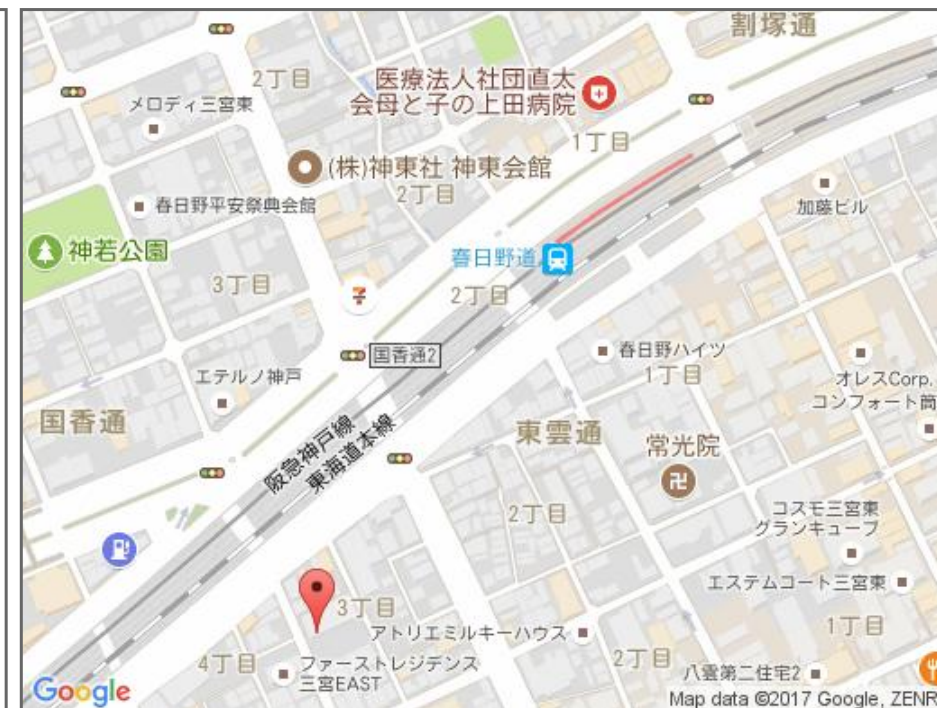 割塚通
2丁目
医療法人社団直太
会母と子の上田病院
メロディ三宮東
1丁目
(株)神東社 神東会館
2丁目
春日野平安祭典会館
加藤ビル
神若公園
春日野道
3丁目
2丁目
国香通2
春日野ハイツ
1丁目
エテルノ神戸
オレスCorp.
コンフォート筒
国香通
東雲通
常光院
阪急神戸線
東海道本線
2丁目
コスモ三宮東
グランキューブ
エステムコート三宮東
3丁目
アトリエミルキーハウス
1丁目
4丁目
ファーストレジデンス
三宮EAST
2丁目
八雲第二住宅2
Google
Map data ©2017 Google, ZENR